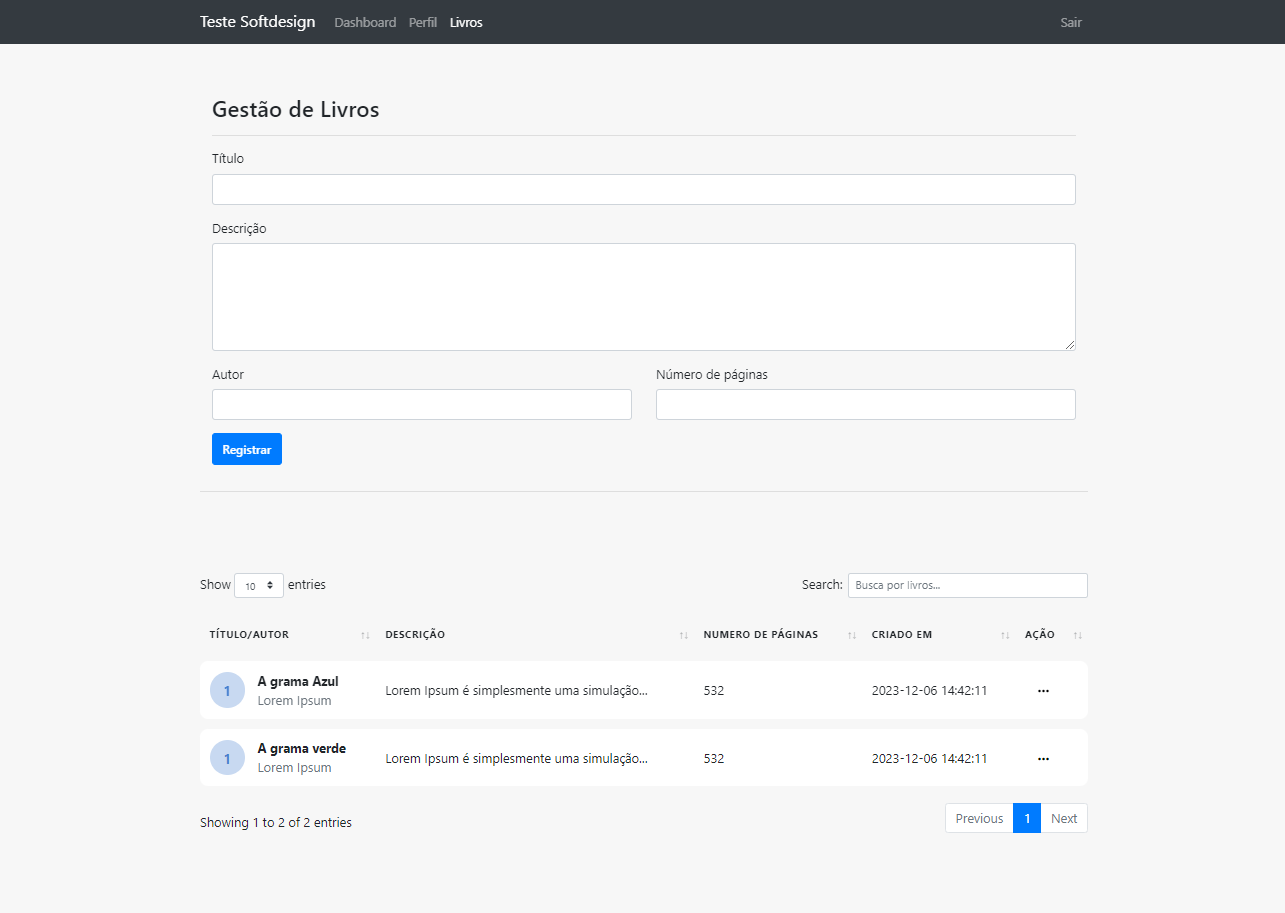 Teste Softdesign Dashboard Perfil Livros Sair
Gestão de Livros
Título
Descrição
Autor Número de páginas
Registrar
Show 10 entries Search: Busca por livros...
TÍTULO/AUTOR ↑↓ DESCRIÇÃO ↑↓ NUMERO DE PÁGINAS ↑↓ CRIADO EM ↑↓ AÇÃO ↑↓
1 A grama Azul Lorem Ipsum é simplesmente uma simulação... 532 2023-12-06 14:42:11 ...
Lorem Ipsum
1 A grama verde Lorem Ipsum é simplesmente uma simulação... 532 2023-12-06 14:42:11 ...
Lorem Ipsum
Showing 1 to 2 of 2 entries Previous 1 Next